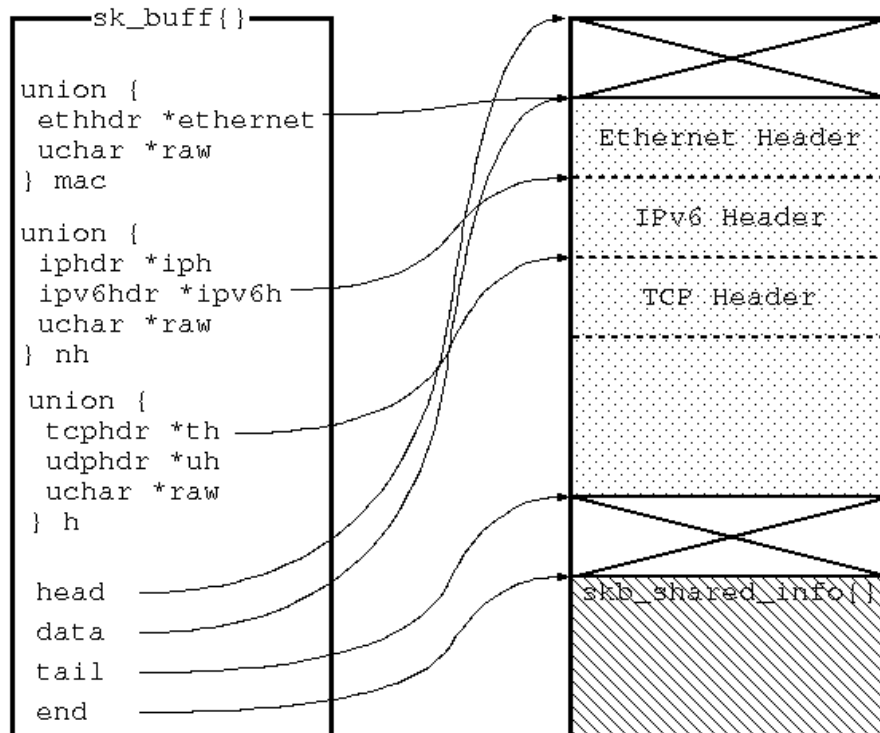 sk_buff{}
union {
ethhdr *ethernet
uchar *raw
} mac
union {
iphdr *iph
ipv6hdr *ipv6h
uchar *raw
} nh
union {
tcphdr *th
udphdr *uh
uchar *raw
} h
head
data
tail
end
Ethernet Header
IPv6 Header
TCP Header
skb_shared_info{}